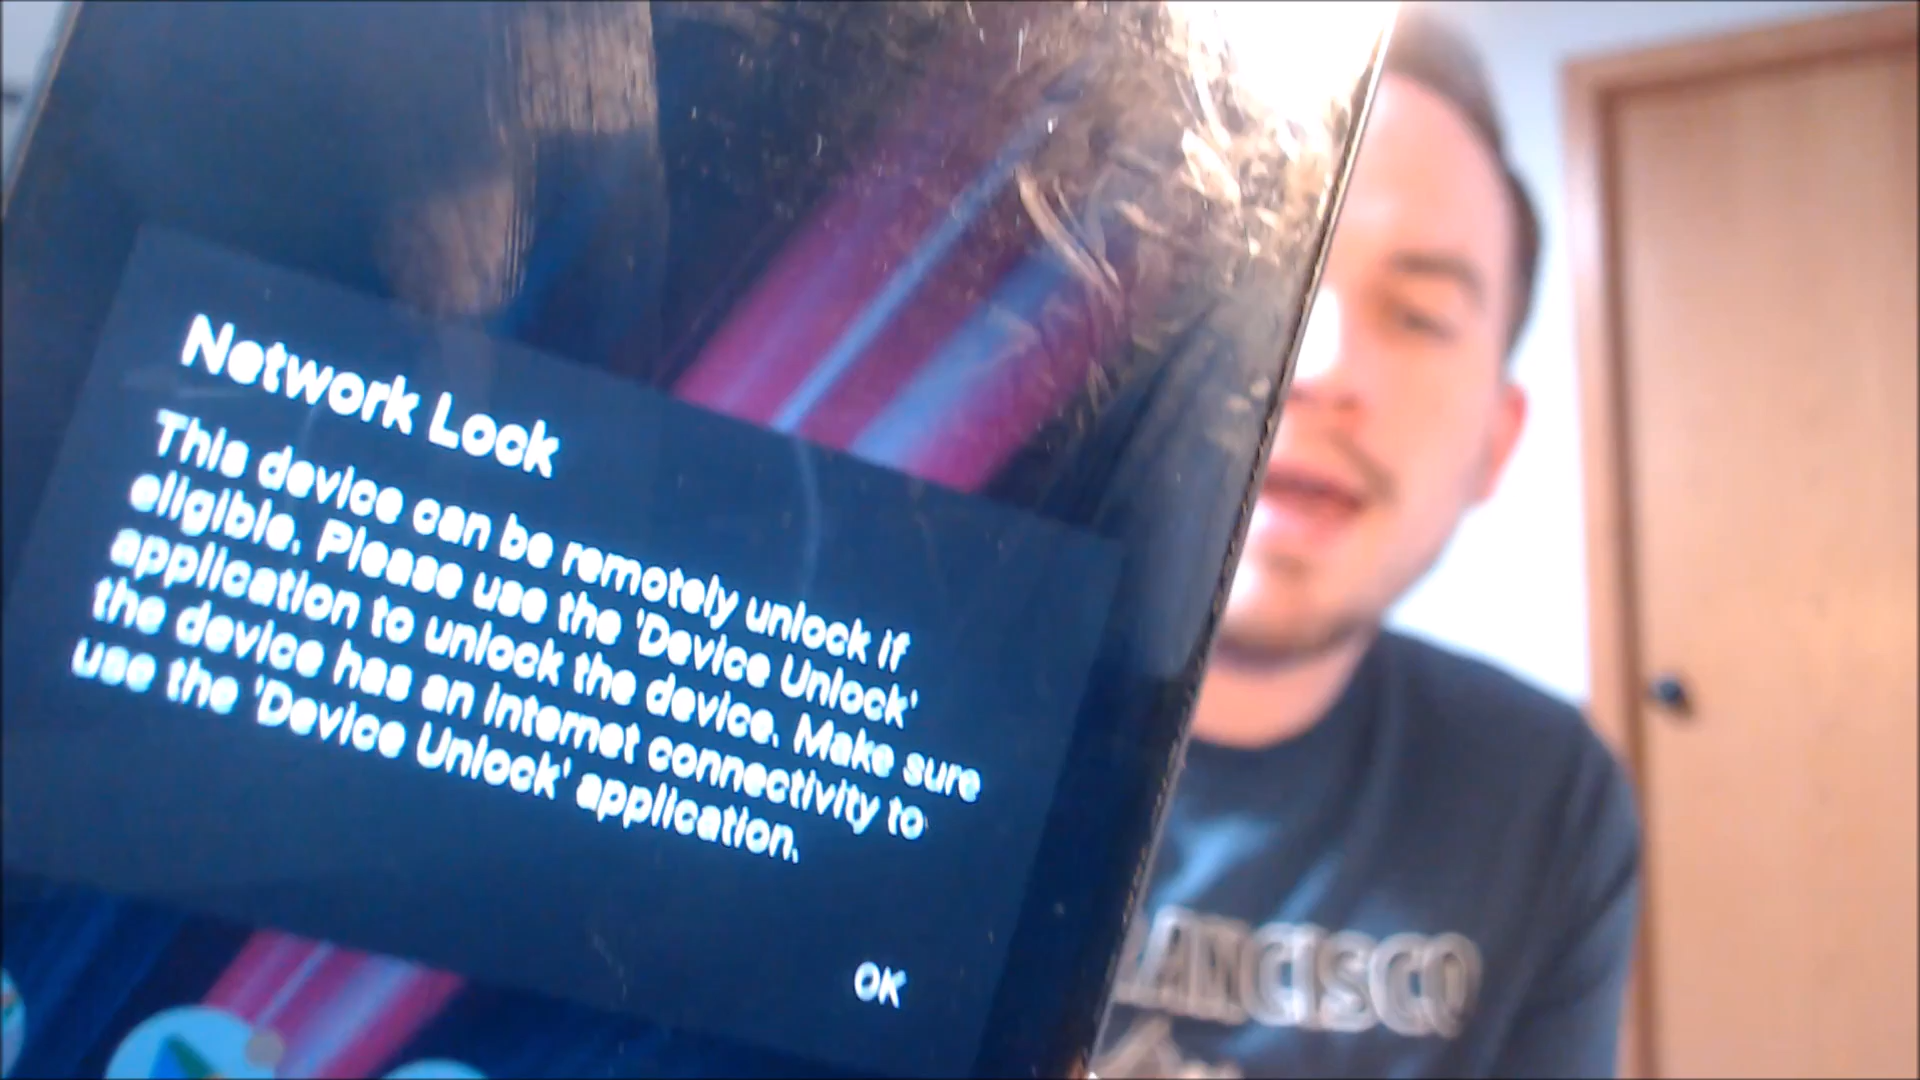 Network Lock
This device can be remotely unlock if
eligible. Please use the 'Device Unlock'
application to unlock the device. Make sure
the device has an internet connectivity to
use the 'Device Unlock' application.
OK
ANCISCO